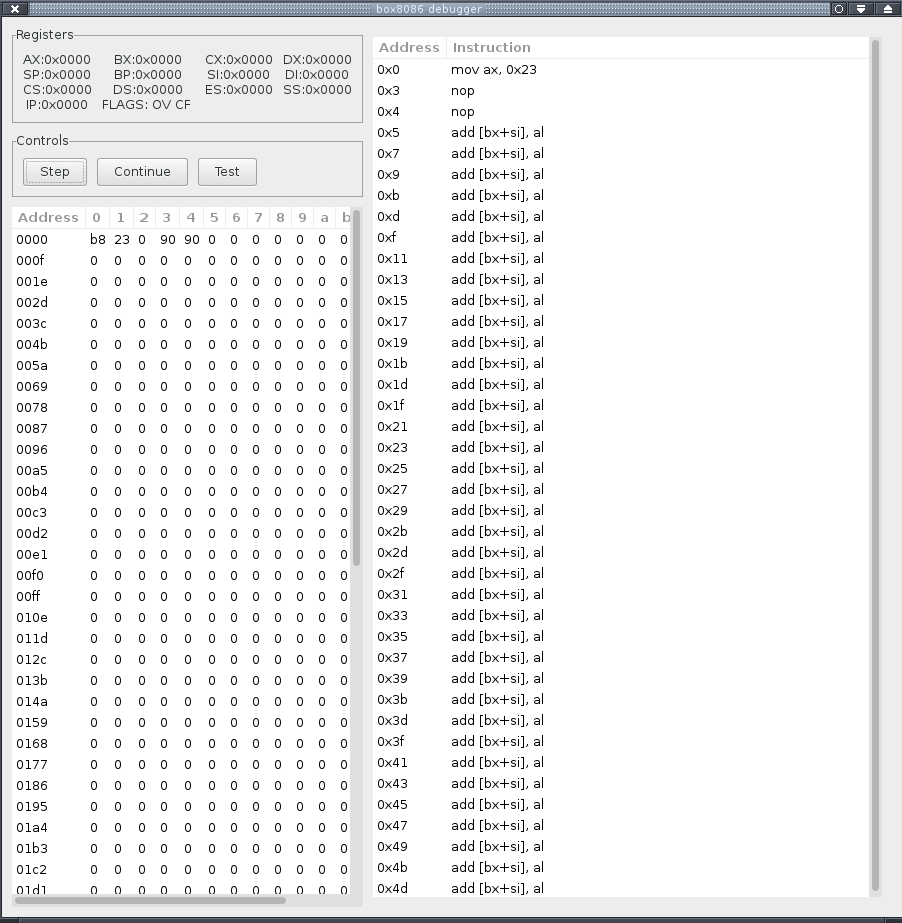 box8086 debugger
Registers
AX:0x0000 BX:0x0000 CX:0x0000 DX:0x0000
SP:0x0000 BP:0x0000 SI:0x0000 DI:0x0000
CS:0x0000 DS:0x0000 ES:0x0000 SS:0x0000
IP:0x0000 FLAGS: OV CF
Controls
Step Continue Test
Address 0 1 2 3 4 5 6 7 8 9 a b
0000 b8 23 0 90 90 0 0 0 0 0 0 0
000f 0 0 0 0 0 0 0 0 0 0 0 0
001e 0 0 0 0 0 0 0 0 0 0 0 0
002d 0 0 0 0 0 0 0 0 0 0 0 0
003c 0 0 0 0 0 0 0 0 0 0 0 0
004b 0 0 0 0 0 0 0 0 0 0 0 0
005a 0 0 0 0 0 0 0 0 0 0 0 0
0069 0 0 0 0 0 0 0 0 0 0 0 0
0078 0 0 0 0 0 0 0 0 0 0 0 0
0087 0 0 0 0 0 0 0 0 0 0 0 0
0096 0 0 0 0 0 0 0 0 0 0 0 0
00a5 0 0 0 0 0 0 0 0 0 0 0 0
00b4 0 0 0 0 0 0 0 0 0 0 0 0
00c3 0 0 0 0 0 0 0 0 0 0 0 0
00d2 0 0 0 0 0 0 0 0 0 0 0 0
00e1 0 0 0 0 0 0 0 0 0 0 0 0
00f0 0 0 0 0 0 0 0 0 0 0 0 0
00ff 0 0 0 0 0 0 0 0 0 0 0 0
010e 0 0 0 0 0 0 0 0 0 0 0 0
011d 0 0 0 0 0 0 0 0 0 0 0 0
012c 0 0 0 0 0 0 0 0 0 0 0 0
013b 0 0 0 0 0 0 0 0 0 0 0 0
014a 0 0 0 0 0 0 0 0 0 0 0 0
0159 0 0 0 0 0 0 0 0 0 0 0 0
0168 0 0 0 0 0 0 0 0 0 0 0 0
0177 0 0 0 0 0 0 0 0 0 0 0 0
0186 0 0 0 0 0 0 0 0 0 0 0 0
0195 0 0 0 0 0 0 0 0 0 0 0 0
01a4 0 0 0 0 0 0 0 0 0 0 0 0
01b3 0 0 0 0 0 0 0 0 0 0 0 0
01c2 0 0 0 0 0 0 0 0 0 0 0 0
01d1 0 0 0 0 0 0 0 0 0 0 0 0
Address Instruction
0x0 mov ax, 0x23
0x3 nop
0x4 nop
0x5 add [bx+si], al
0x7 add [bx+si], al
0x9 add [bx+si], al
0xb add [bx+si], al
0xd add [bx+si], al
0xf add [bx+si], al
0x11 add [bx+si], al
0x13 add [bx+si], al
0x15 add [bx+si], al
0x17 add [bx+si], al
0x19 add [bx+si], al
0x1b add [bx+si], al
0x1d add [bx+si], al
0x1f add [bx+si], al
0x21 add [bx+si], al
0x23 add [bx+si], al
0x25 add [bx+si], al
0x27 add [bx+si], al
0x29 add [bx+si], al
0x2b add [bx+si], al
0x2d add [bx+si], al
0x2f add [bx+si], al
0x31 add [bx+si], al
0x33 add [bx+si], al
0x35 add [bx+si], al
0x37 add [bx+si], al
0x39 add [bx+si], al
0x3b add [bx+si], al
0x3d add [bx+si], al
0x3f add [bx+si], al
0x41 add [bx+si], al
0x43 add [bx+si], al
0x45 add [bx+si], al
0x47 add [bx+si], al
0x49 add [bx+si], al
0x4b add [bx+si], al
0x4d add [bx+si], al